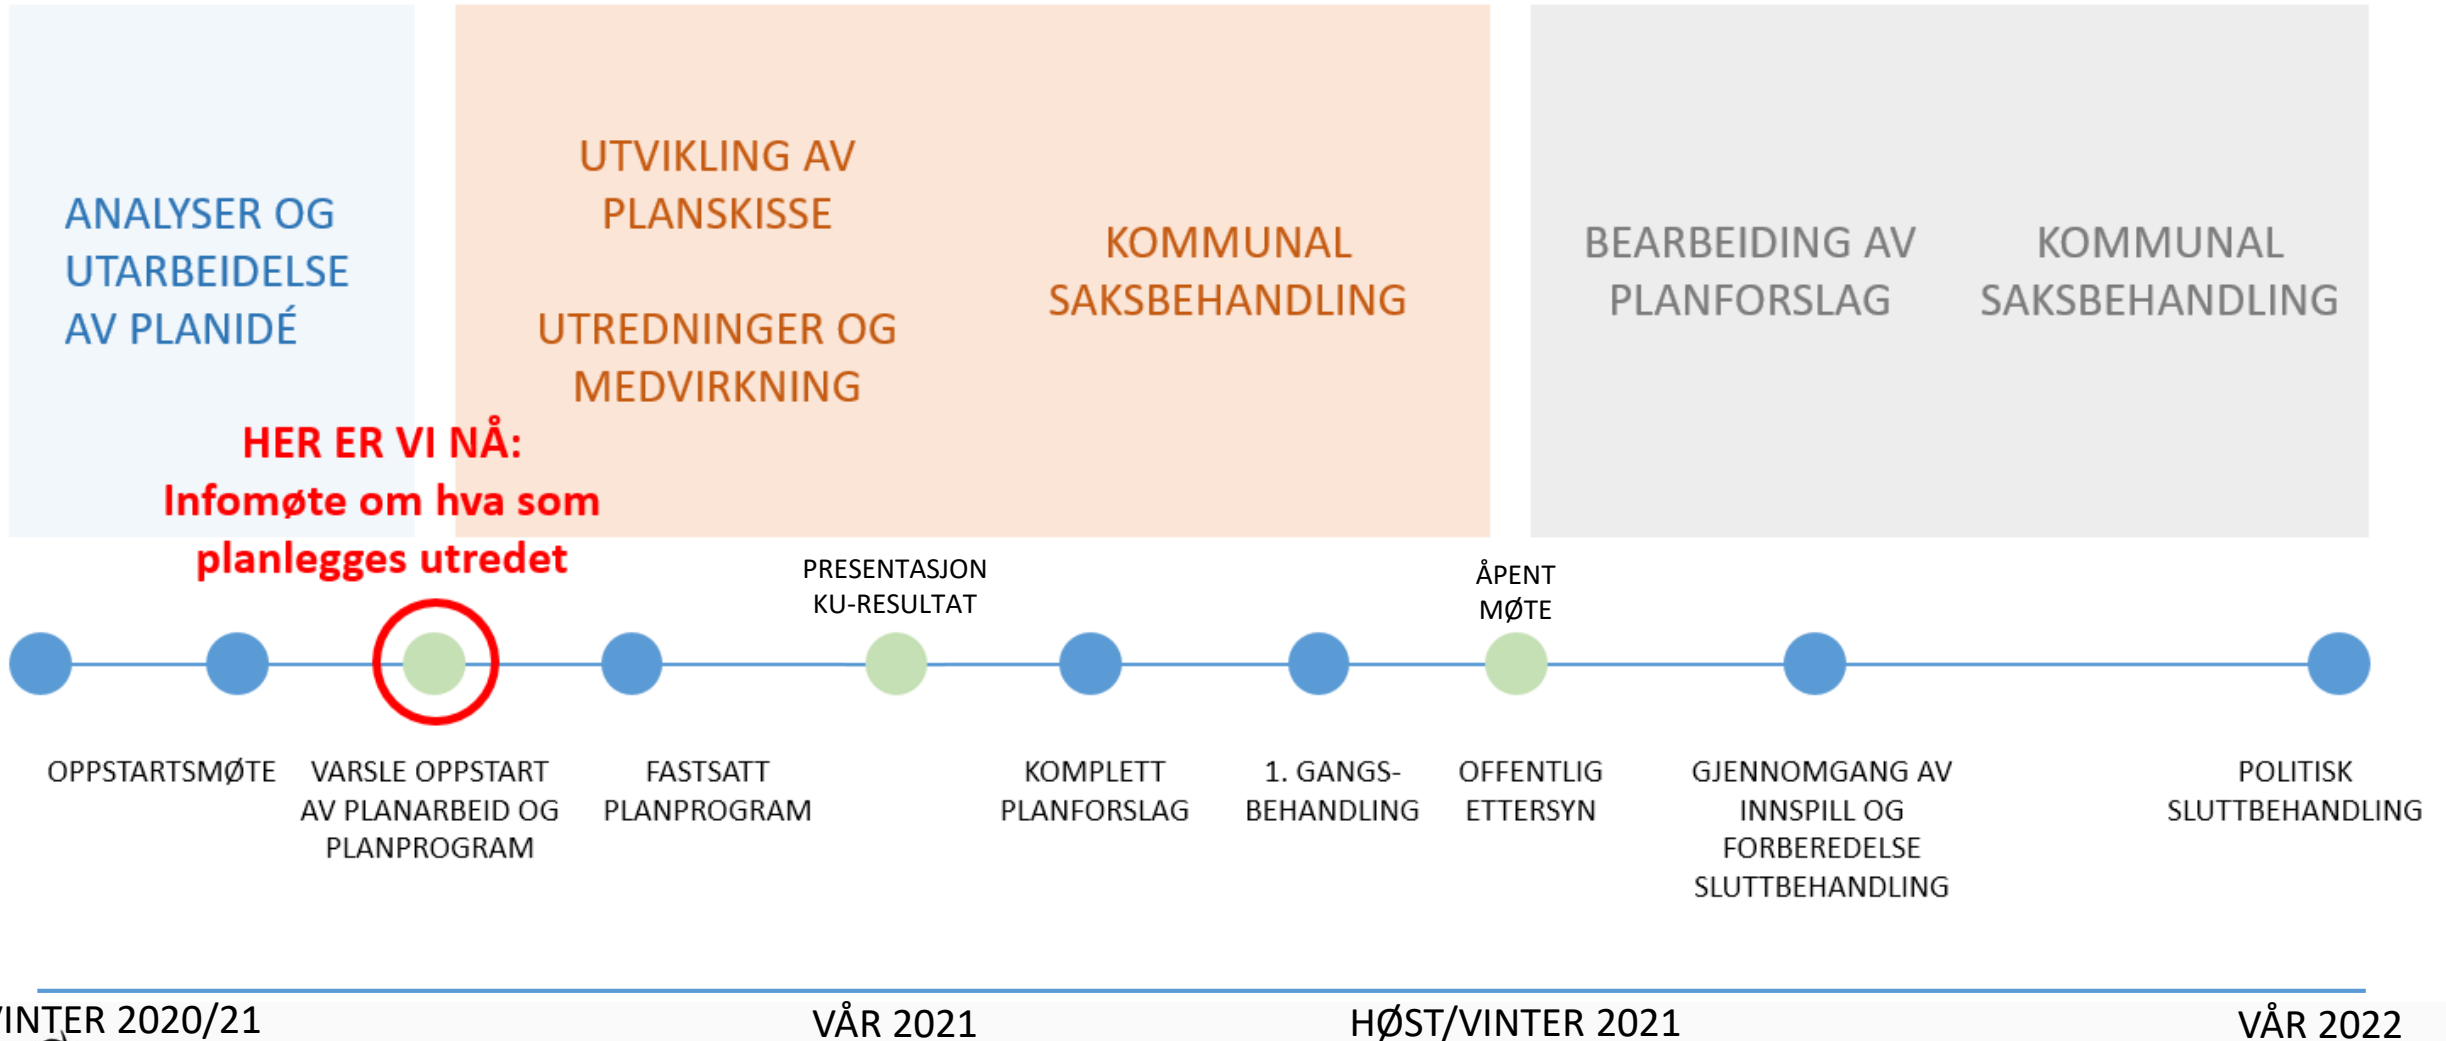 ANALYSER OG
UTARBEIDELSE
AV PLANIDÉ
UTVIKLING AV
PLANSKISSE
UTREDNINGER OG
MEDVIRKNING
KOMMUNAL
SAKSBEHANDLING
BEARBEIDING AV
PLANFORSLAG
KOMMUNAL
SAKSBEHANDLING
HER ER VI NÅ:
Infomøte om hva som
planlegges utredet
PRESENTASJON
KU-RESULTAT
ÅPENT
MØTE
OPPSTARTSMØTE
VARSLE OPPSTART
AV PLANARBEID OG
PLANPROGRAM
FASTSATT
PLANPROGRAM
KOMPLETT
PLANFORSLAG
1. GANGS-
BEHANDLING
OFFENTLIG
ETTERSYN
GJENNOMGANG AV
INNSPILL OG
FORBEREDELSE
SLUTTBEHANDLING
POLITISK
SLUTTBEHANDLING
VINTER 2020/21
VÅR 2021
HØST/VINTER 2021
VÅR 2022